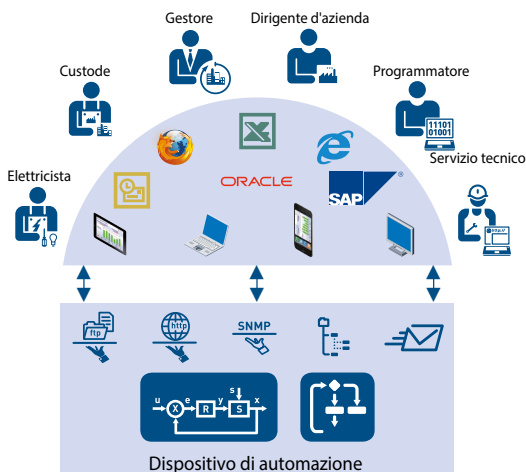 Gestore
Dirigente d'azienda
Custode
Programmatore
11101
01001
Servizio tecnico
Elettricista
ORACLE
SAP
®
ftp
http
SNMP
u
e
y
s
x
X
R
S
Dispositivo di automazione